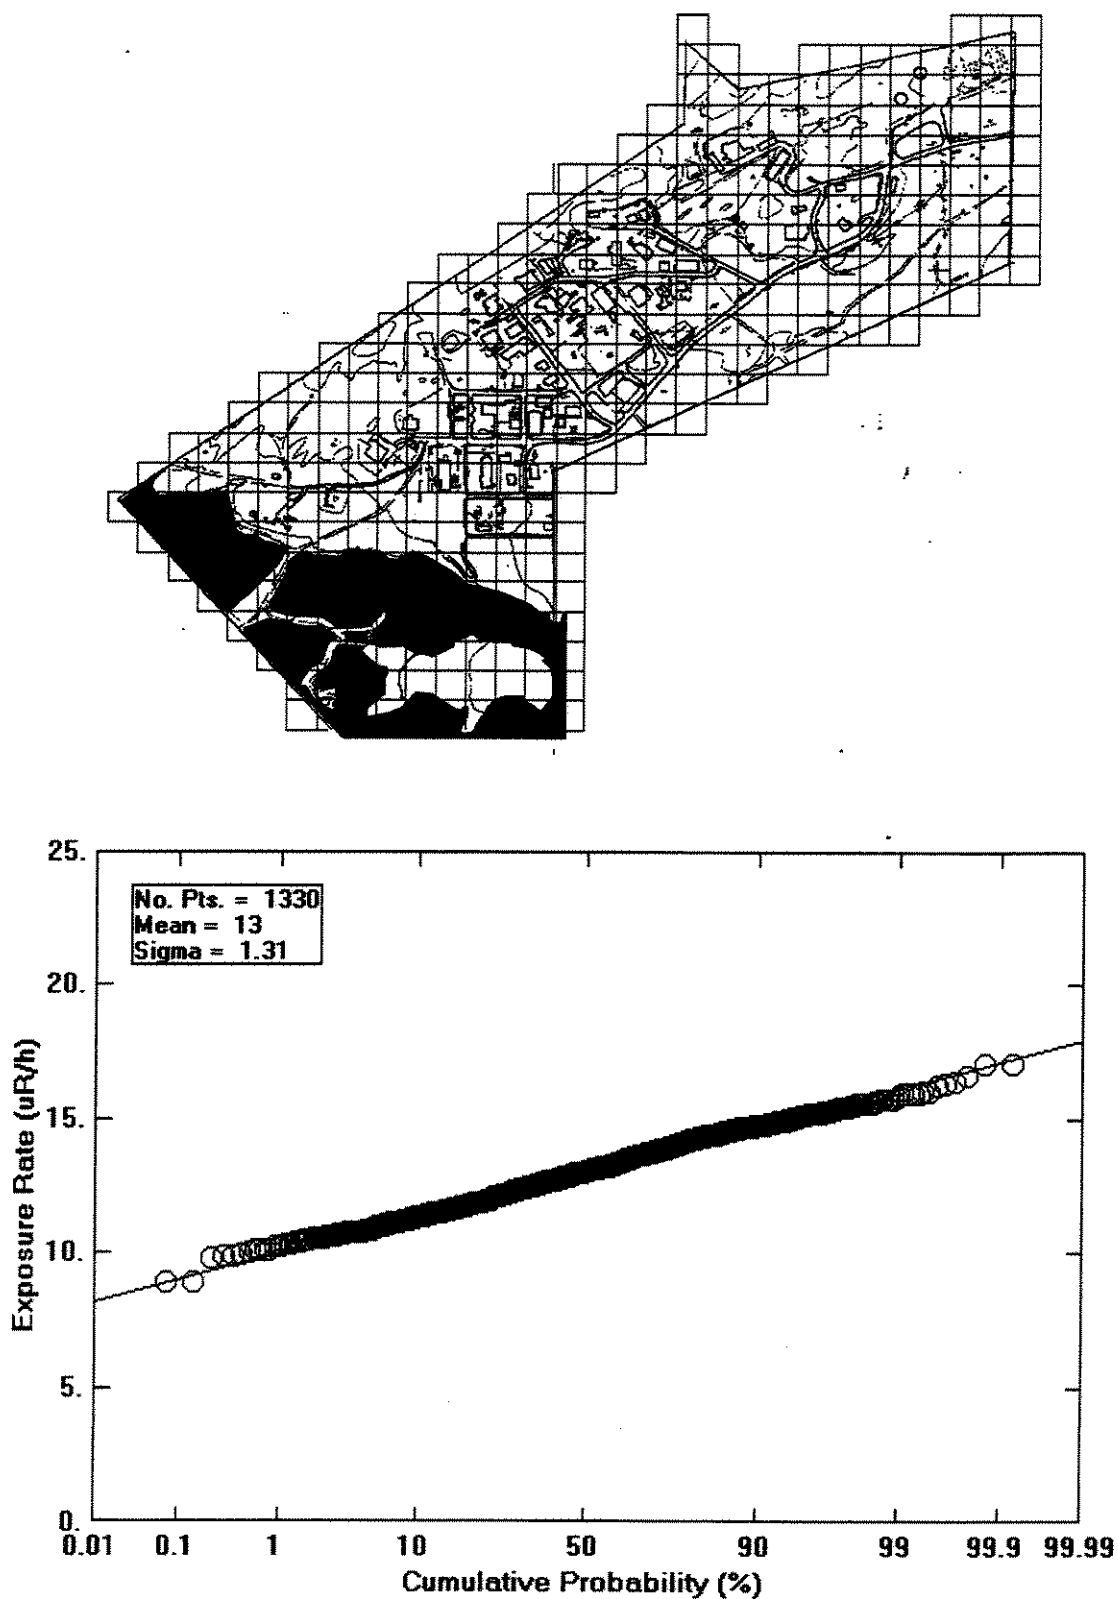 25.
No. Pts. = 1330
Mean = 13
Sigma = 1.31
20.
15.
10.
5.
0.
Exposure Rate (uR/h)
0.01 0.1 1 10 50 90 99 99.9 99.99
Cumulative Probability (%)